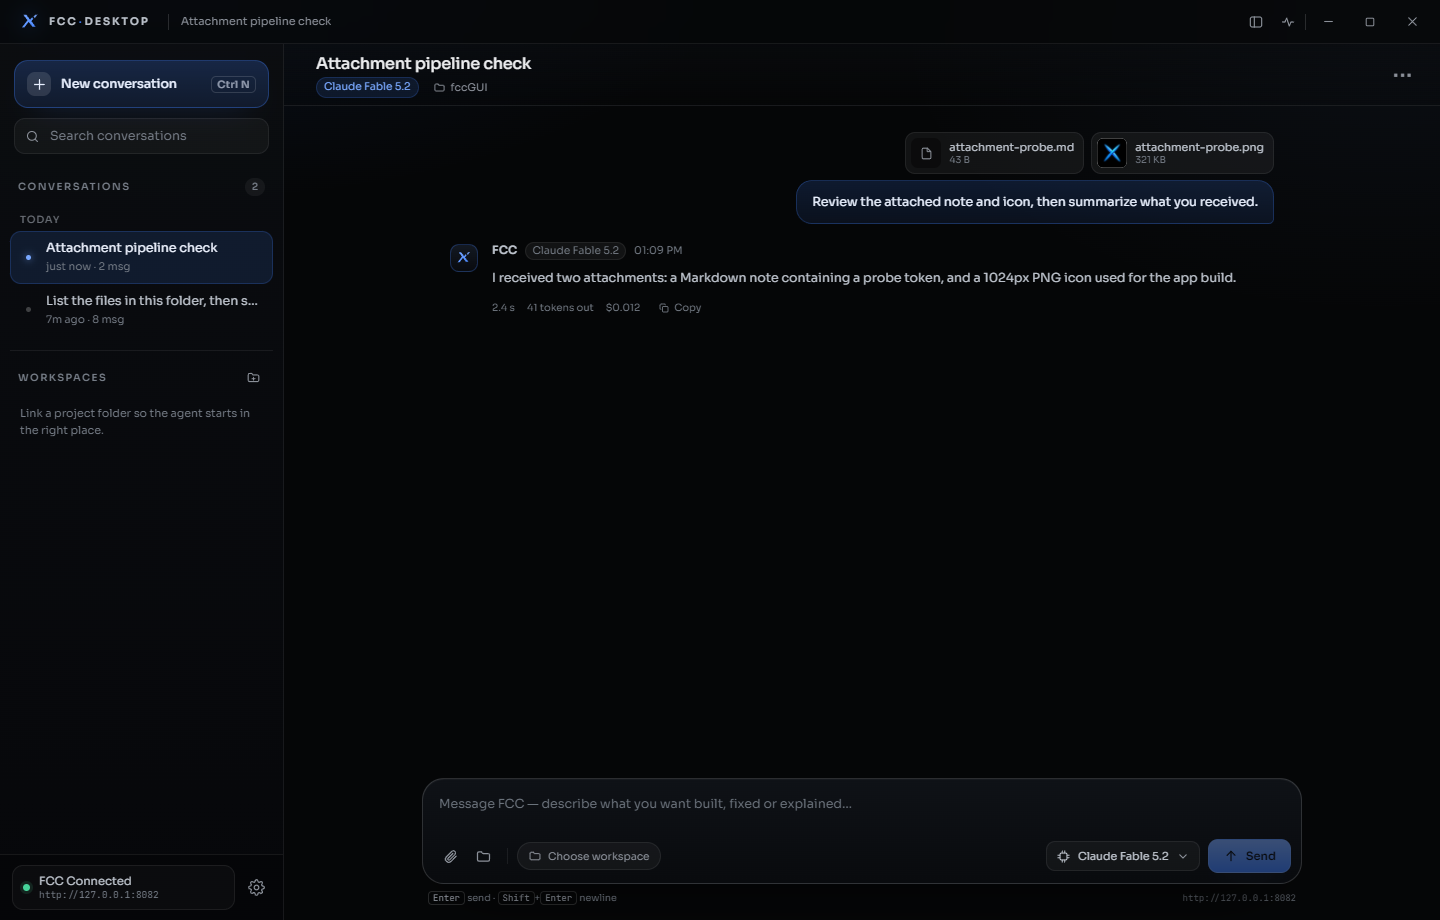 FCC·DESKTOP
Attachment pipeline check
New conversation
Ctrl N
Search conversations
CONVERSATIONS
2
TODAY
Attachment pipeline check
just now · 2 msg
List the files in this folder, then s...
7m ago · 8 msg
WORKSPACES
Link a project folder so the agent starts in
the right place.
FCC Connected
http://127.0.0.1:8082
Attachment pipeline check
Claude Fable 5.2
fccGUI
attachment-probe.md
43 B
attachment-probe.png
321 KB
Review the attached note and icon, then summarize what you received.
FCC
Claude Fable 5.2
01:09 PM
I received two attachments: a Markdown note containing a probe token, and a 1024px PNG icon used for the app build.
2.4 s
41 tokens out
$0.012
Copy
Message FCC — describe what you want built, fixed or explained...
Choose workspace
Claude Fable 5.2
Send
Enter send · Shift+Enter newline
http://127.0.0.1:8082